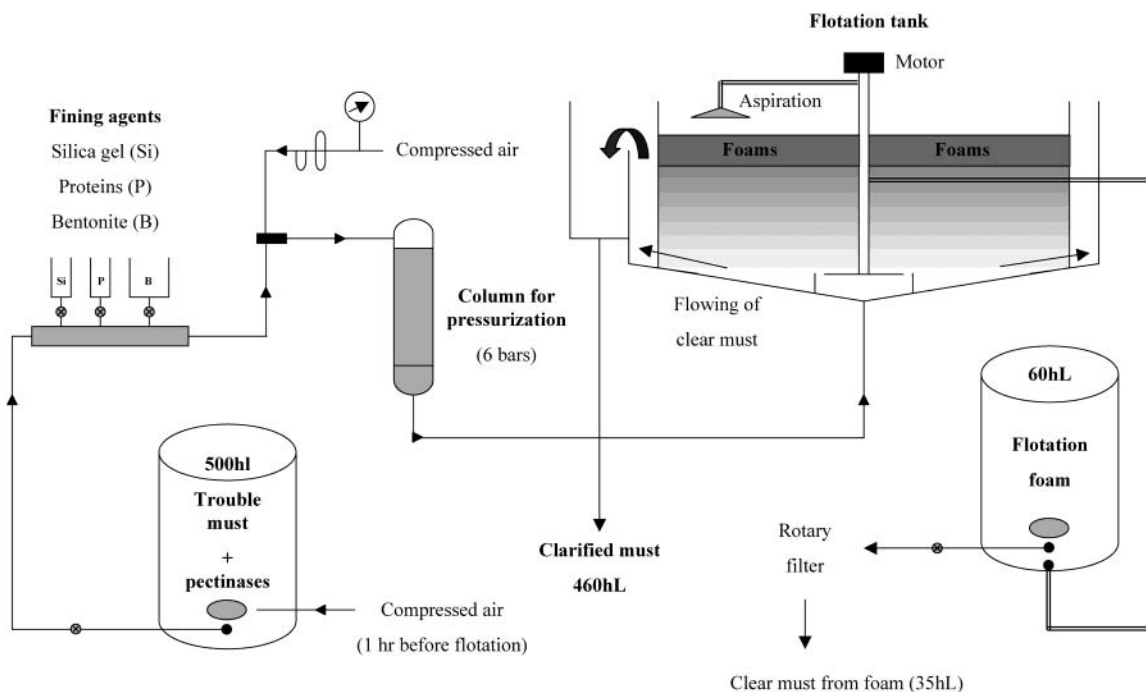 Flotation tank
Motor
Aspiration
Foams
Foams
Fining agents
Silica gel (Si)
Proteins (P)
Bentonite (B)
Compressed air
Si
P
B
Column for
pressurization
(6 bars)
Flowing of
clear must
60hL
Flotation
foam
500hl
Trouble
must
+
pectinases
Compressed air
(1 hr before flotation)
Clarified must
460hL
Rotary
filter
Clear must from foam (35hL)